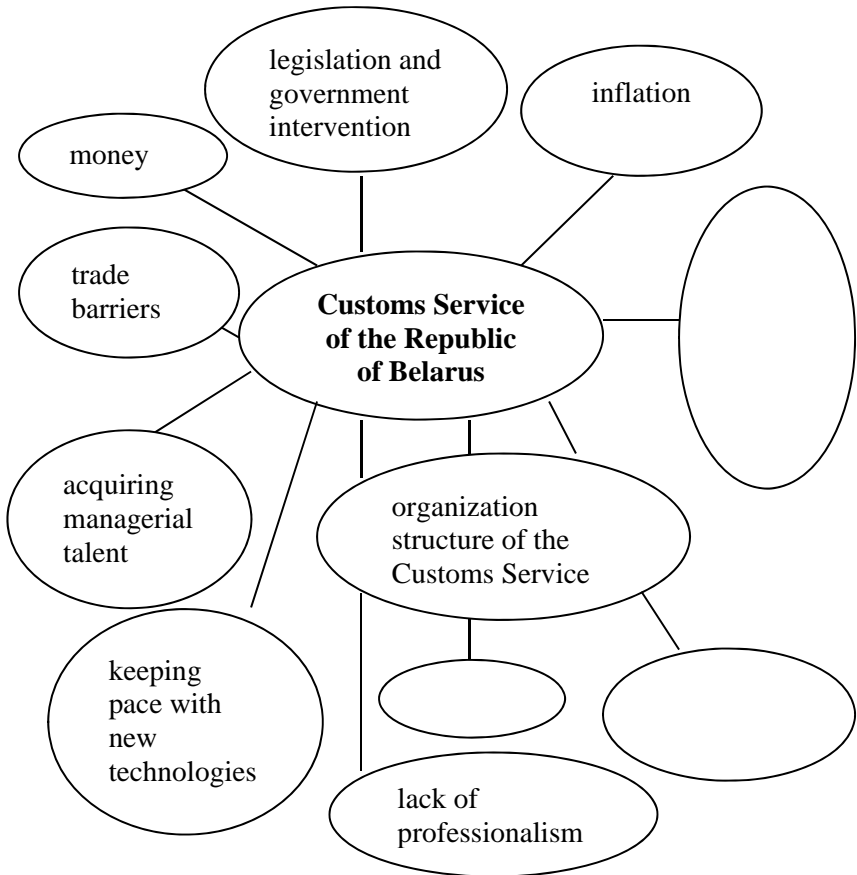 legislation and
government
intervention
inflation
money
trade
barriers
Customs Service
of the Republic
of Belarus
acquiring
managerial
talent
organization
structure of the
Customs Service
keeping
pace with
new
technologies
lack of
professionalism